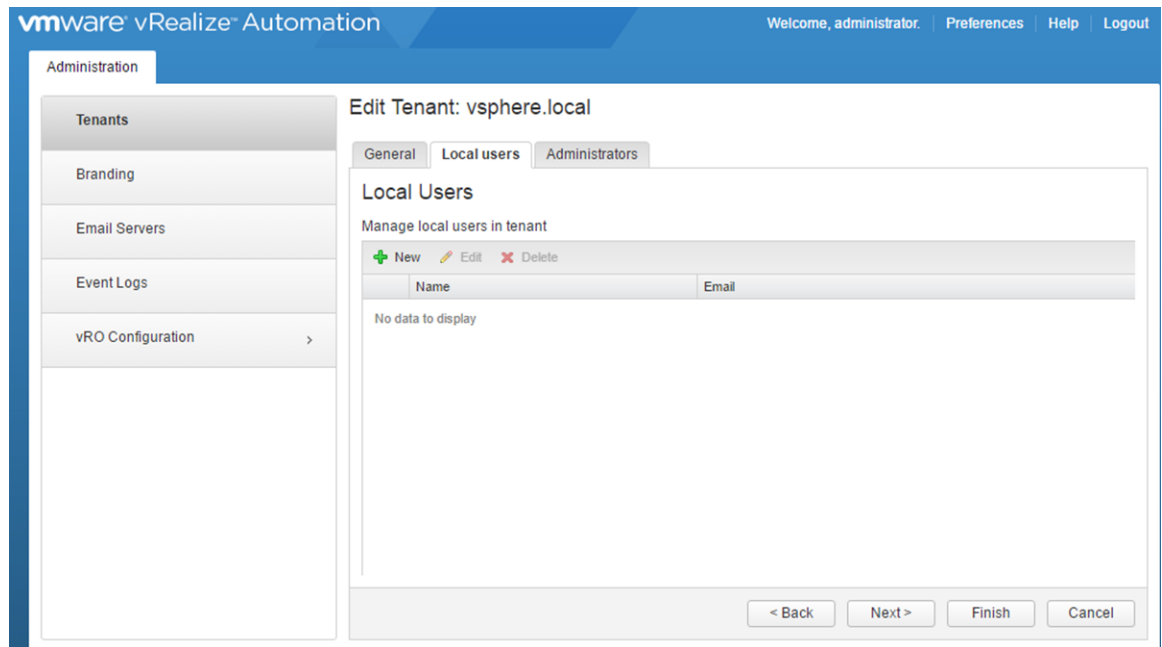 vmware® vRealize™ Automation
Welcome, administrator. Preferences Help Logout
Administration
Tenants
Branding
Email Servers
Event Logs
vRO Configuration >
Edit Tenant: vsphere.local
General Local users Administrators
Local Users
Manage local users in tenant
New Edit Delete
Name Email
No data to display
< Back Next > Finish Cancel